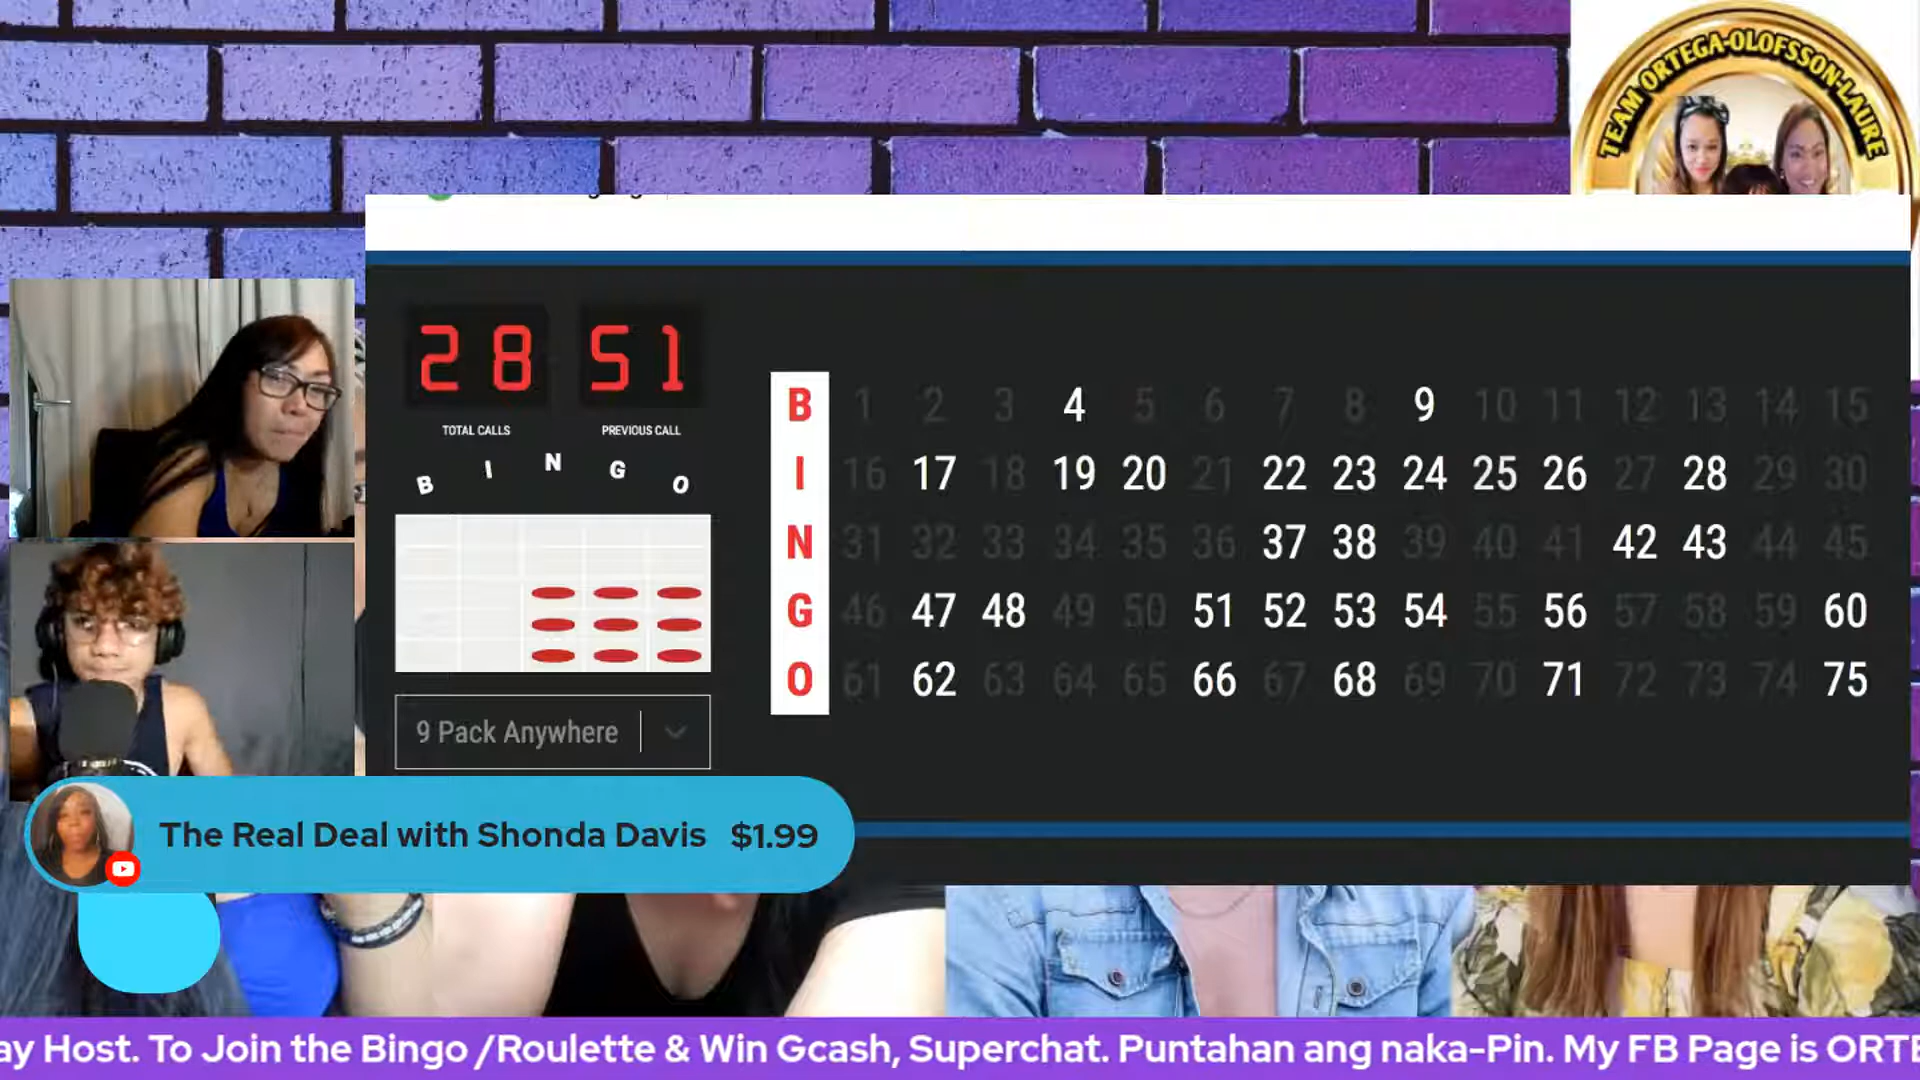 TEAM ORTEGA-OLOFSSON-LAURE
28 51
TOTAL CALLS PREVIOUS CALL
B I N G O
9 Pack Anywhere
B 1 2 3 4 5 6 7 8 9 10 11 12 13 14 15
I 16 17 18 19 20 21 22 23 24 25 26 27 28 29 30
N 31 32 33 34 35 36 37 38 39 40 41 42 43 44 45
G 46 47 48 49 50 51 52 53 54 55 56 57 58 59 60
O 61 62 63 64 65 66 67 68 69 70 71 72 73 74 75
The Real Deal with Shonda Davis $1.99
ay Host. To Join the Bingo /Roulette & Win Gcash, Superchat. Puntahan ang naka-Pin. My FB Page is ORTE